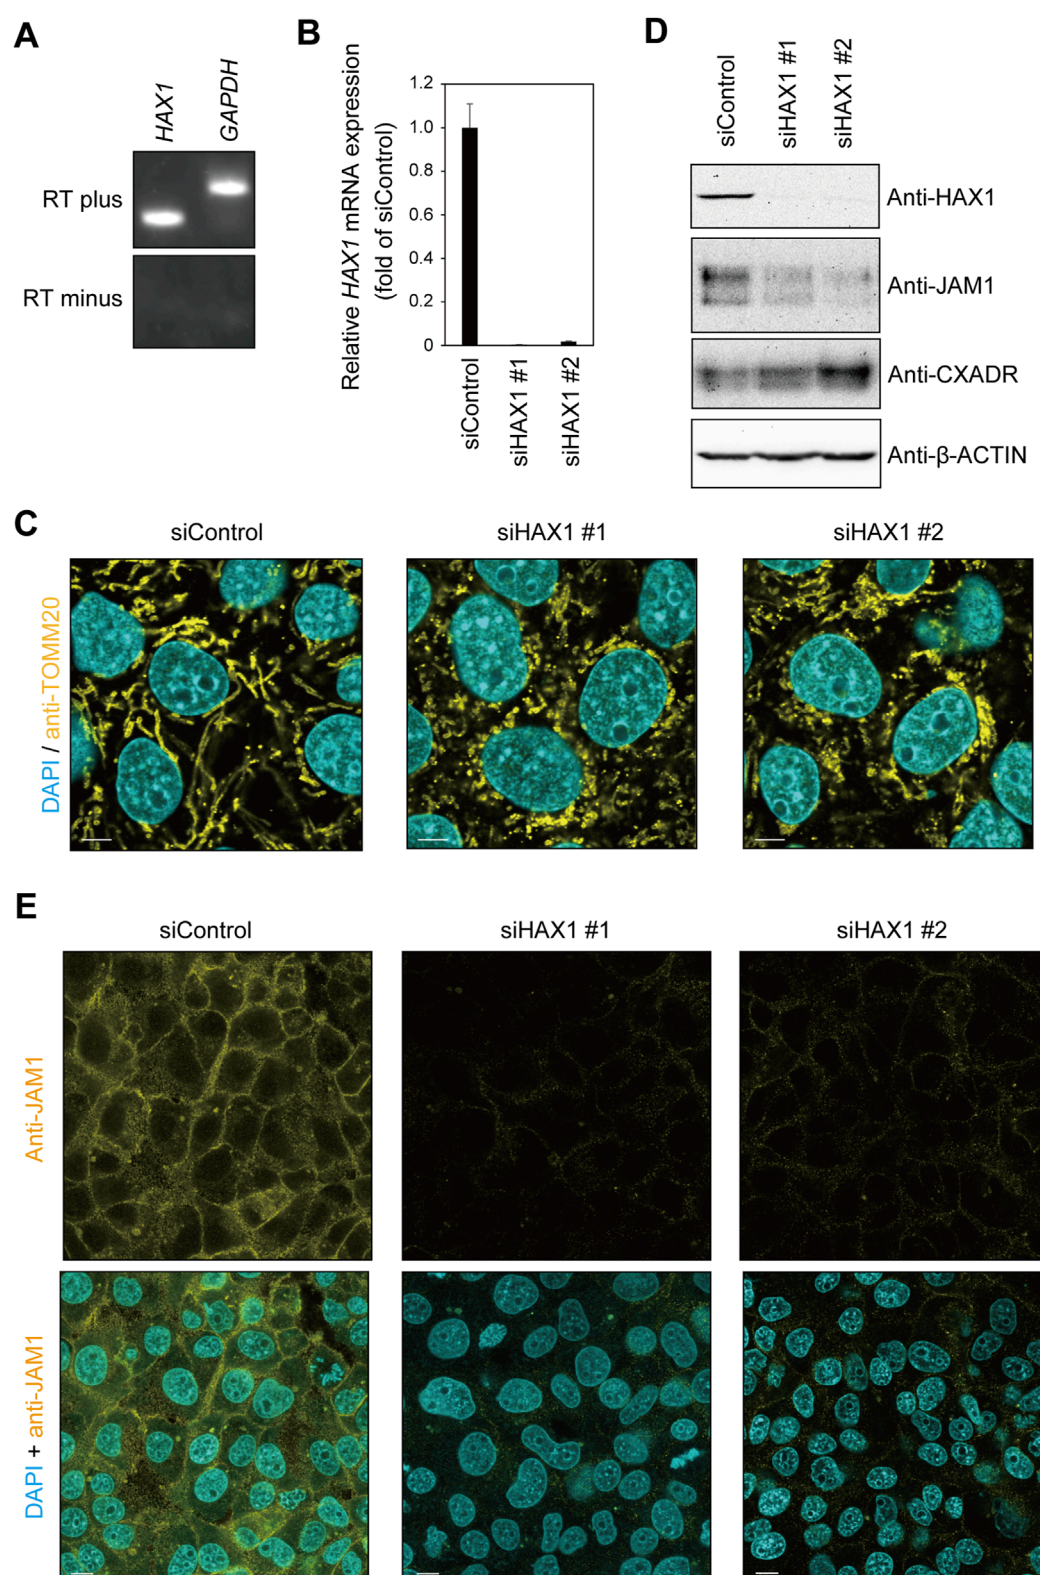 A
HAX1
GAPDH
RT plus
RT minus
B
Relative HAX1 mRNA expression
(fold of siControl)
1.2
1.0
0.8
0.6
0.4
0.2
0
siControl
siHAX1 #1
siHAX1 #2
D
siControl
siHAX1 #1
siHAX1 #2
Anti-HAX1
Anti-JAM1
Anti-CXADR
Anti-β-ACTIN
C
siControl
siHAX1 #1
siHAX1 #2
DAPI / anti-TOMM20
E
siControl
siHAX1 #1
siHAX1 #2
Anti-JAM1
DAPI + anti-JAM1